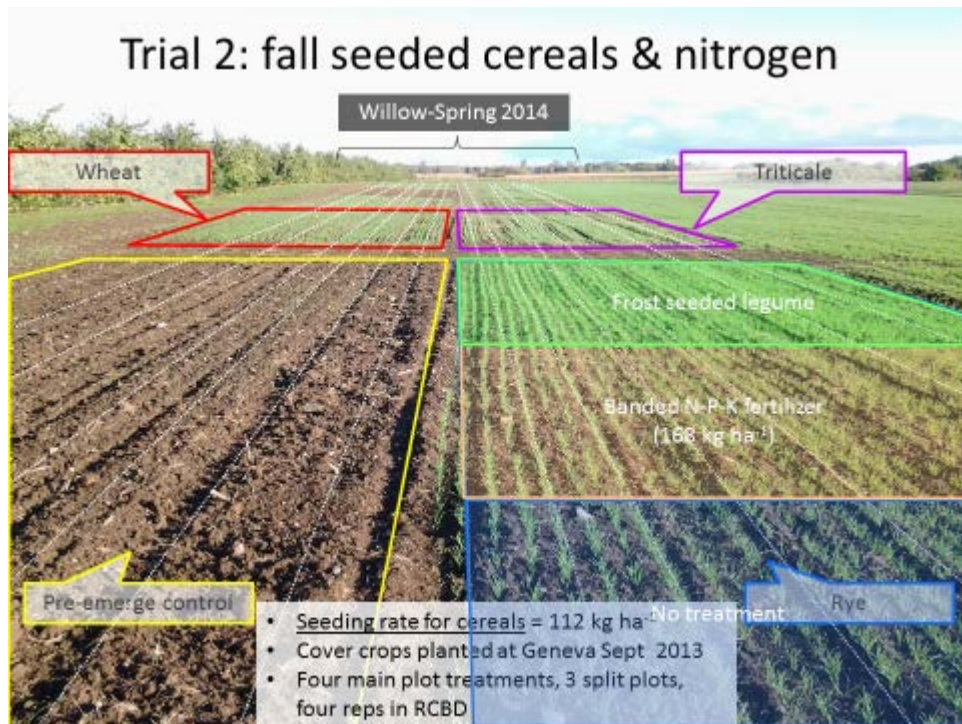 Trial 2: fall seeded cereals & nitrogen
Willow-Spring 2014
Wheat
Triticale
Frost seeded legume
Banded N-P-K fertilizer
(168 kg ha⁻¹)
Pre-emerge control
No treatment
Rye
• Seeding rate for cereals = 112 kg ha⁻¹
• Cover crops planted at Geneva Sept 2013
• Four main plot treatments, 3 split plots,
four reps in RCBD